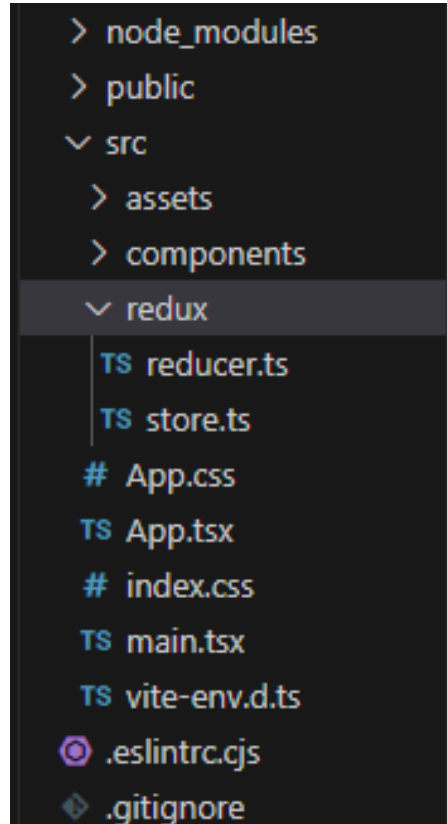 node_modules
public
src
assets
components
redux
TS reducer.ts
TS store.ts
# App.css
TS App.tsx
# index.css
TS main.tsx
TS vite-env.d.ts
.eslintrc.cjs
.gitignore